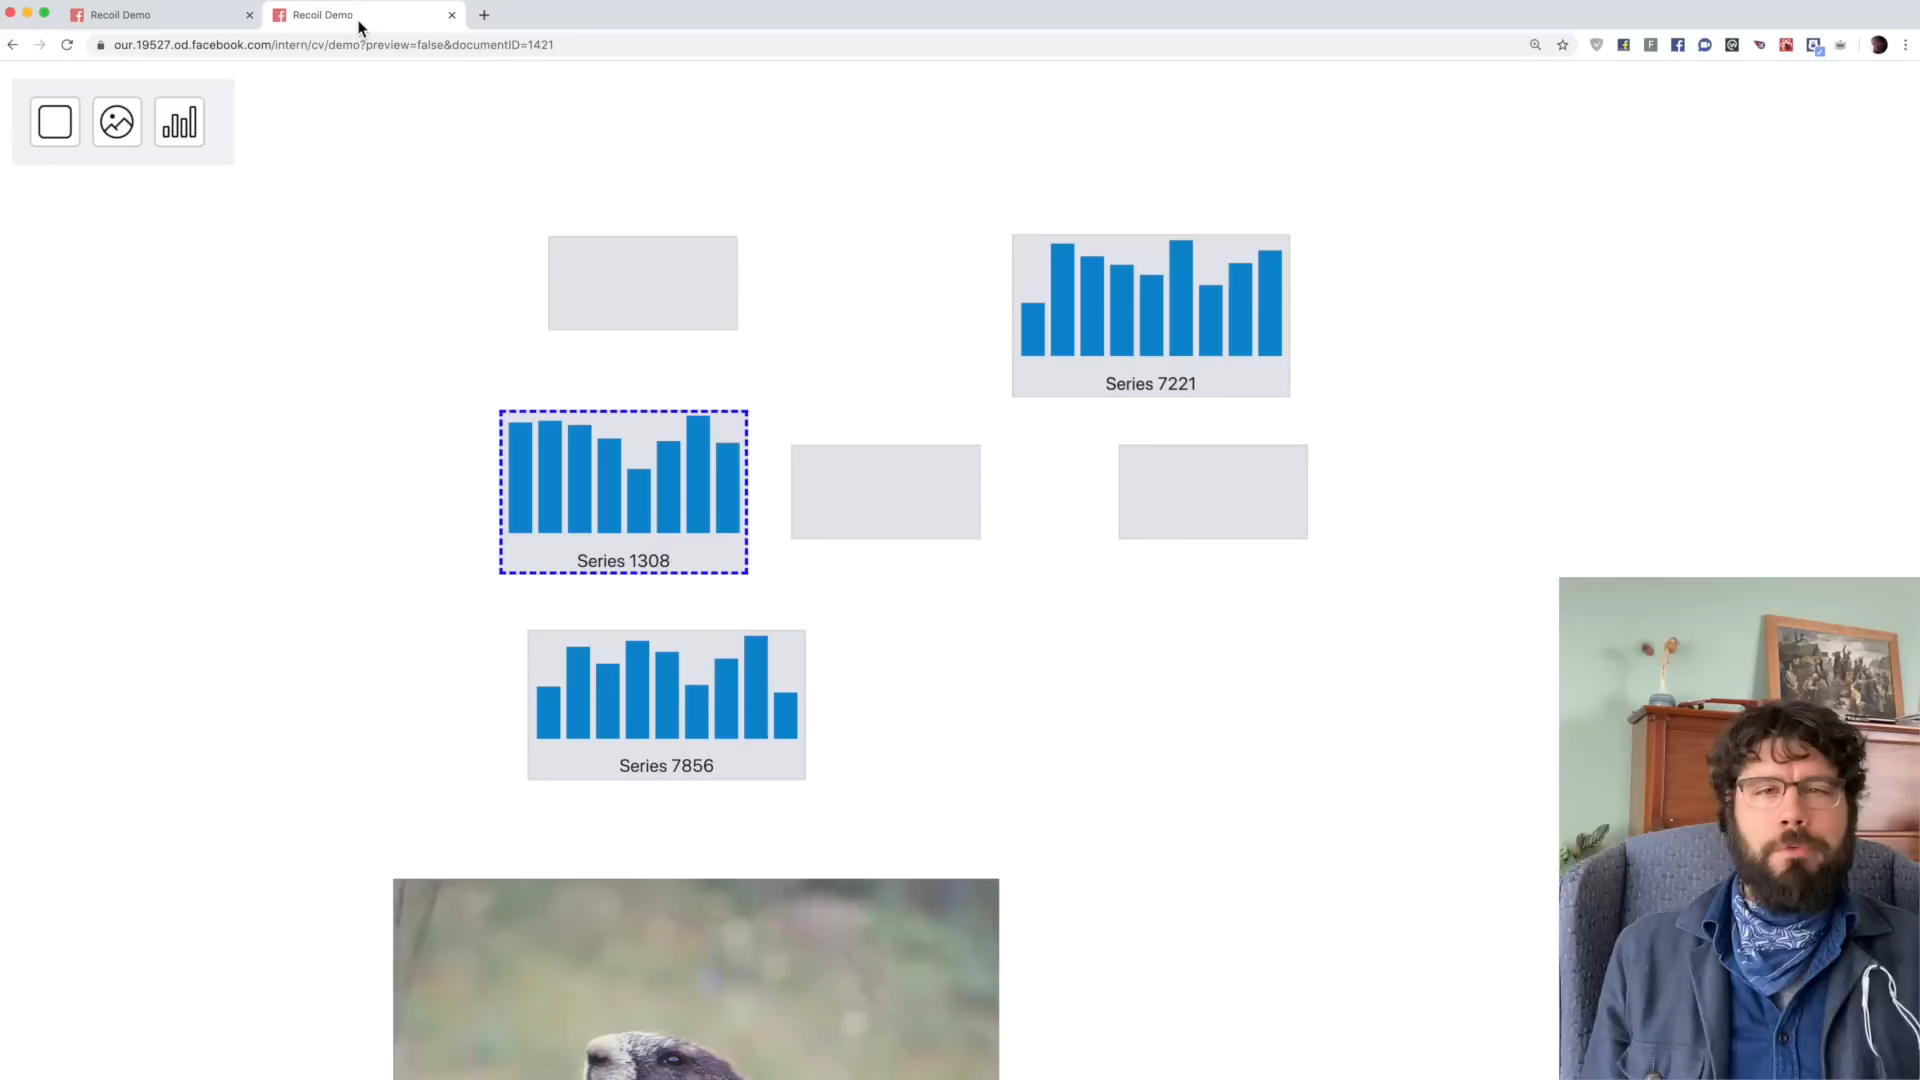 Recoil Demo
Recoil Demo
our.19527.od.facebook.com/intern/cv/demo?preview=false&documentID=1421
Series 7221
Series 1308
Series 7856